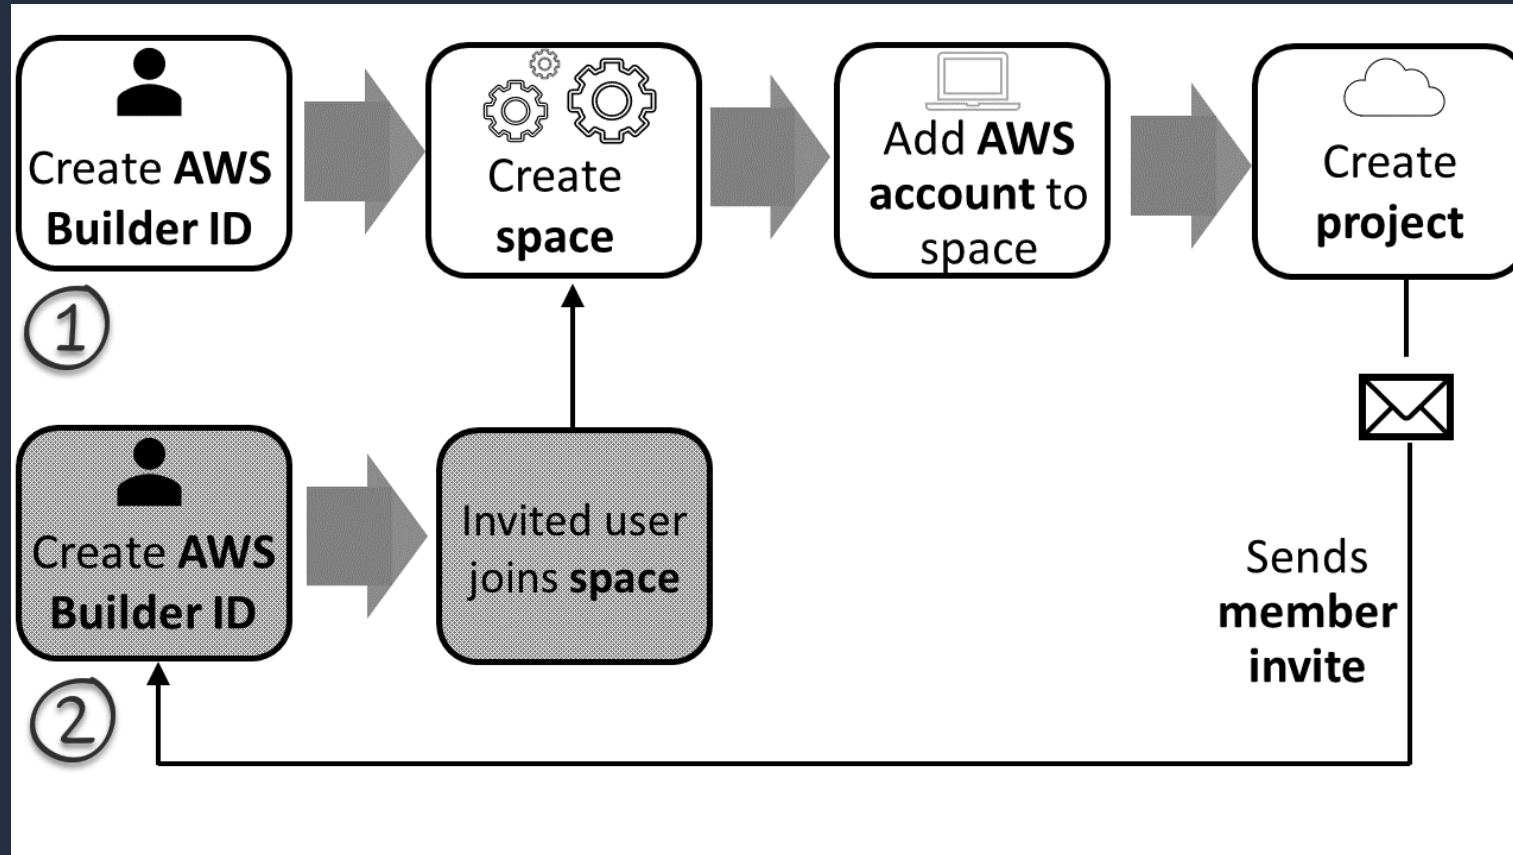 Create AWS
Builder ID
Create
space
Add AWS
account to
space
Create
project
1
Create AWS
Builder ID
Invited user
joins space
Sends
member
invite
2